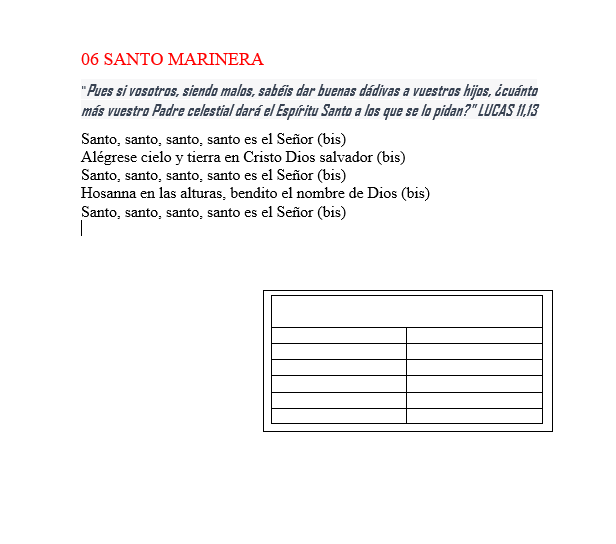 06 SANTO MARINERA
"Pues si vosotros, siendo malos, sabéis dar buenas dádivas a vuestros hijos, ¿cuánto
más vuestro Padre celestial dará el Espíritu Santo a los que se lo pidan?" LUCAS 11,13
Santo, santo, santo, santo es el Señor (bis)
Alégrese cielo y tierra en Cristo Dios salvador (bis)
Santo, santo, santo, santo es el Señor (bis)
Hosanna en las alturas, bendito el nombre de Dios (bis)
Santo, santo, santo, santo es el Señor (bis)